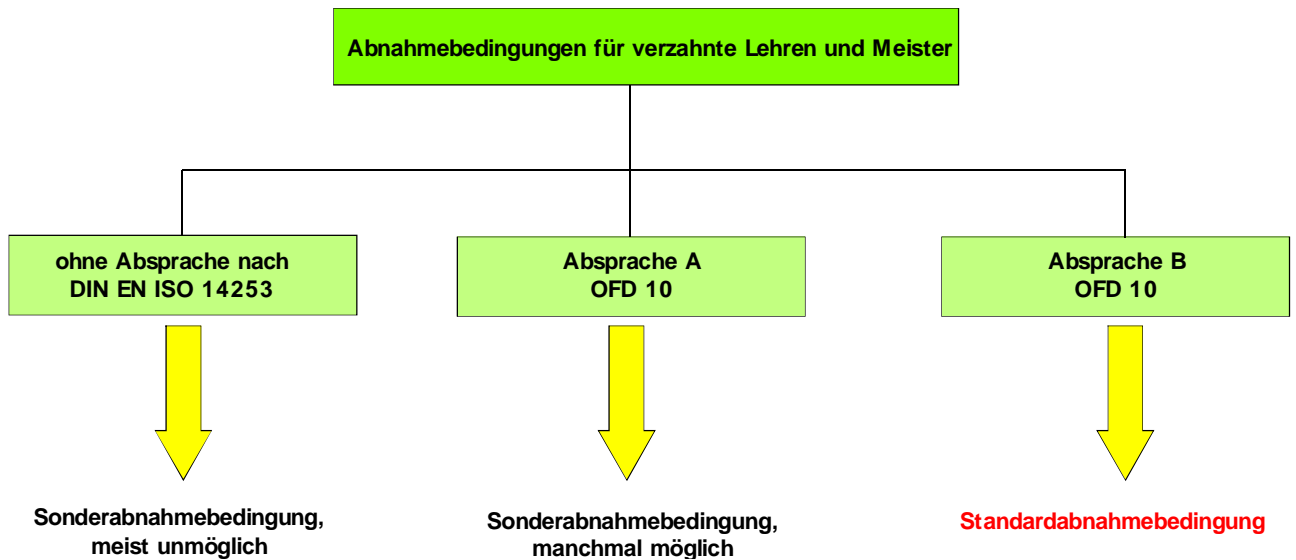 Abnahmebedingungen für verzahnte Lehren und Meister
ohne Absprache nach
DIN EN ISO 14253
Absprache A
OFD 10
Absprache B
OFD 10
Sonderabnahmebedingung,
meist unmöglich
Sonderabnahmebedingung,
manchmal möglich
Standardabnahmebedingung